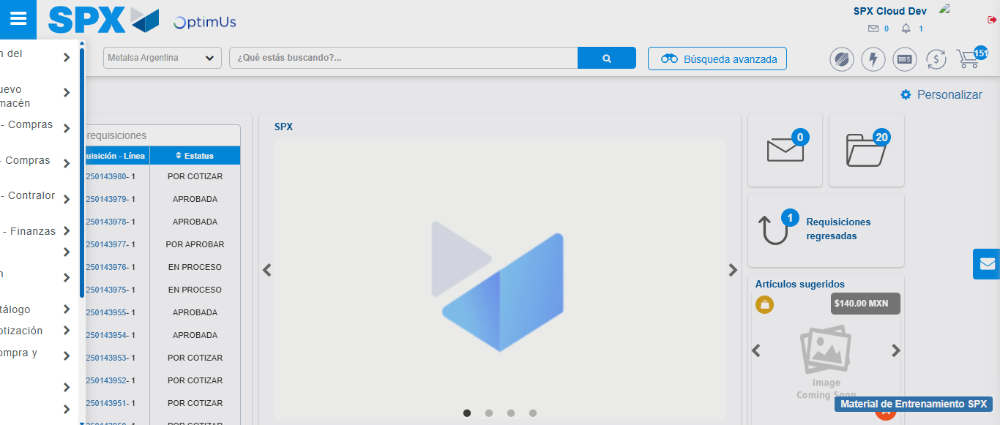 SPX
OptimUs
SPX Cloud Dev
0
1
Metalsa Argentina
¿Qué estás buscando?...
Búsqueda avanzada
151
n del
uevo
macén
- Compras
- Compras
- Contralor
- Finanzas
n
tálogo
otización
ompra y
Personalizar
requisiciones
uisición - Línea
Estatus
250143980- 1 POR COTIZAR
250143979- 1 APROBADA
250143978- 1 APROBADA
250143977- 1 POR APROBAR
250143976- 1 EN PROCESO
250143975- 1 EN PROCESO
250143955- 1 APROBADA
250143954- 1 APROBADA
250143953- 1 POR COTIZAR
250143952- 1 POR COTIZAR
250143951- 1 POR COTIZAR
250143950- 1 POR COTIZAR
SPX
0
20
1
Requisiciones
regresadas
Artículos sugeridos
$140.00 MXN
Image
Coming Soon
Material de Entrenamiento SPX